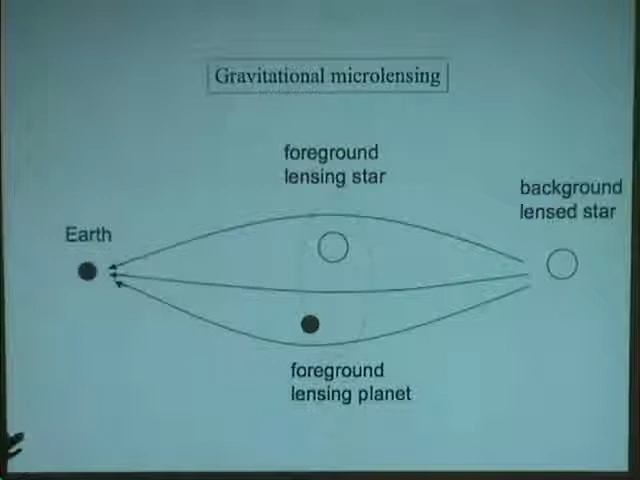 Gravitational microlensing
foreground
lensing star
background
lensed star
Earth
foreground
lensing planet